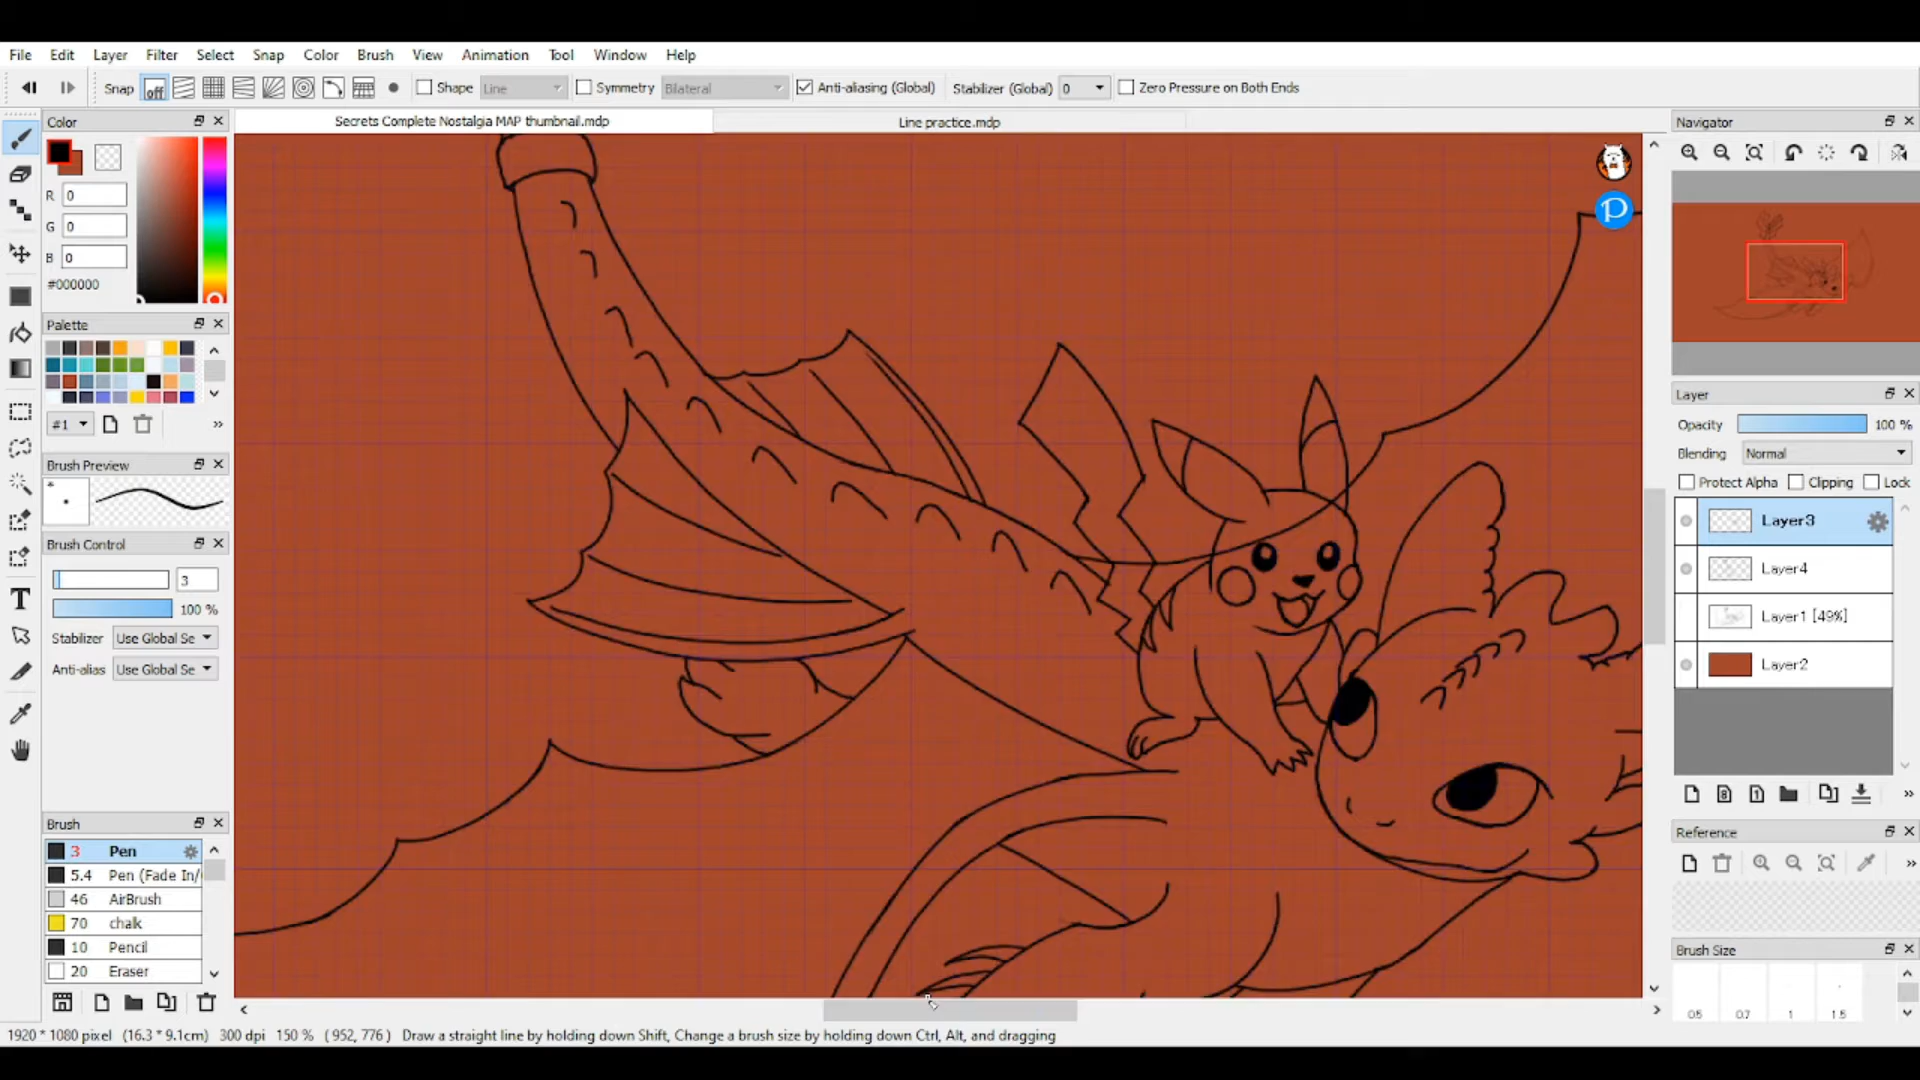 File Edit Layer Filter Select Snap Color Brush View Animation Tool Window Help
Snap off Shape Line Symmetry Bilateral Anti-aliasing (Global) Stabilizer (Global) 0 Zero Pressure on Both Ends
Color
Secrets Complete Nostalgia MAP thumbnail.mdp
Line practice.mdp
Navigator
R 0
G 0
B 0
#000000
P
Palette
#1
Layer
Opacity 100 %
Blending Normal
Protect Alpha Clipping Lock
Layer3
Layer4
Layer1 [49%]
Layer2
Brush Preview
Brush Control
3
100 %
Stabilizer Use Global Se
Anti-alias Use Global Se
Brush
3 Pen
5.4 Pen (Fade In/
46 AirBrush
70 chalk
10 Pencil
20 Eraser
Reference
Brush Size
0.5 0.7 1 1.5
1920 * 1080 pixel (16.3 * 9.1cm) 300 dpi 150 % ( 952, 776 ) Draw a straight line by holding down Shift, Change a brush size by holding down Ctrl, Alt, and dragging